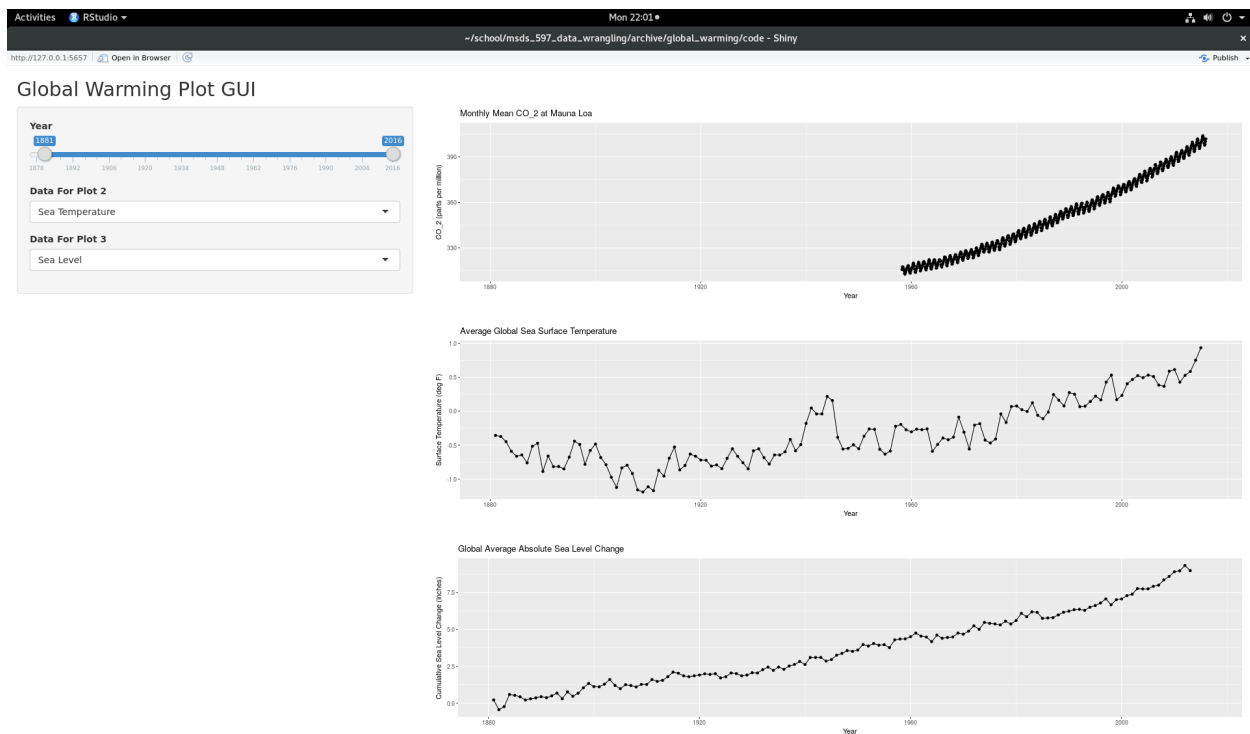 Activities RStudio Mon 22:01
~/school/msds_597_data_wrangling/archive/global_warming/code - Shiny ×
http://127.0.0.1:5657 Open in Browser Publish
Global Warming Plot GUI
Year
1881 2016
1878 1892 1906 1920 1934 1948 1962 1976 1990 2004 2016
Data For Plot 2
Sea Temperature
Data For Plot 3
Sea Level
Monthly Mean CO_2 at Mauna Loa
CO_2 (parts per million)
390
360
330
1880 1920 1960 2000
Year
Average Global Sea Surface Temperature
Surface Temperature (deg F)
1.0
0.5
0.0
-0.5
-1.0
1880 1920 1960 2000
Year
Global Average Absolute Sea Level Change
Cumulative Sea Level Change (inches)
7.5
5.0
2.5
0.0
1880 1920 1960 2000
Year